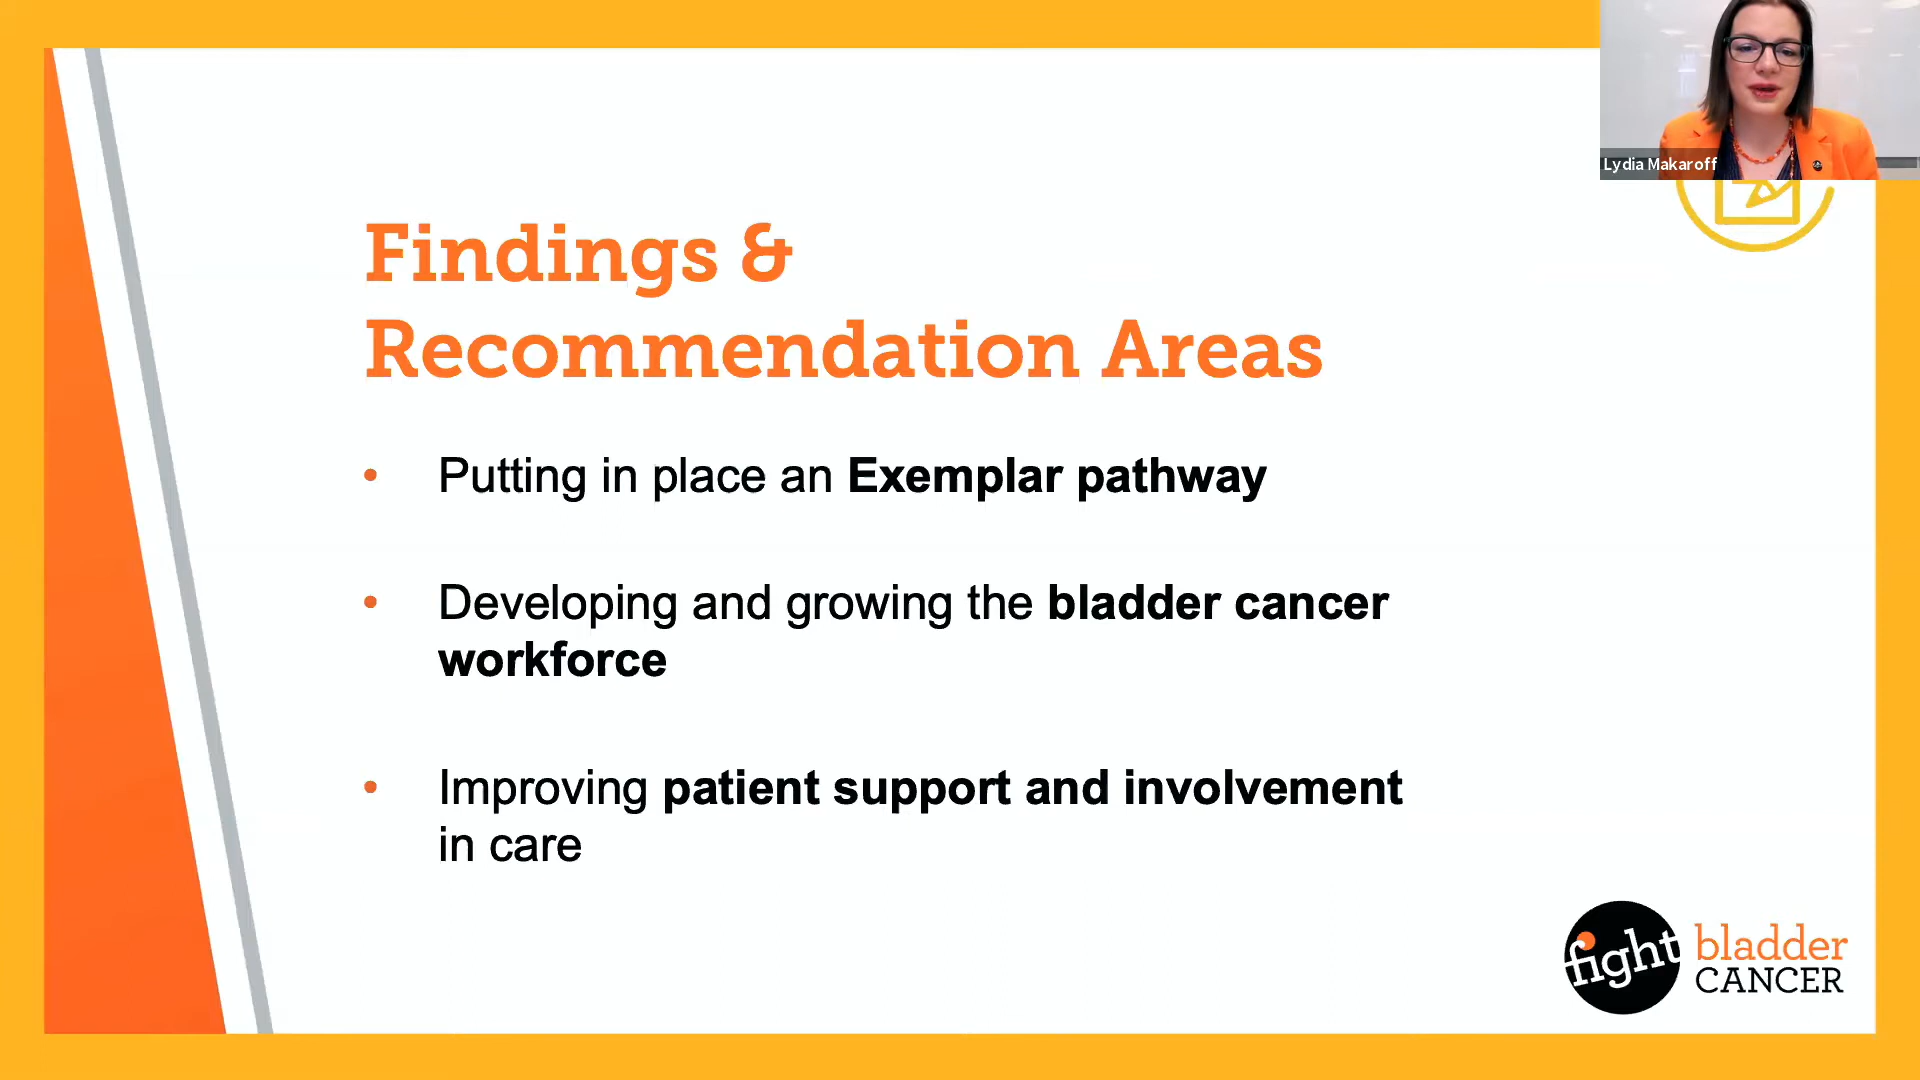 Lydia Makaroff
Findings &
Recommendation Areas
• Putting in place an Exemplar pathway
• Developing and growing the bladder cancer
workforce
• Improving patient support and involvement
in care
fight bladder
CANCER